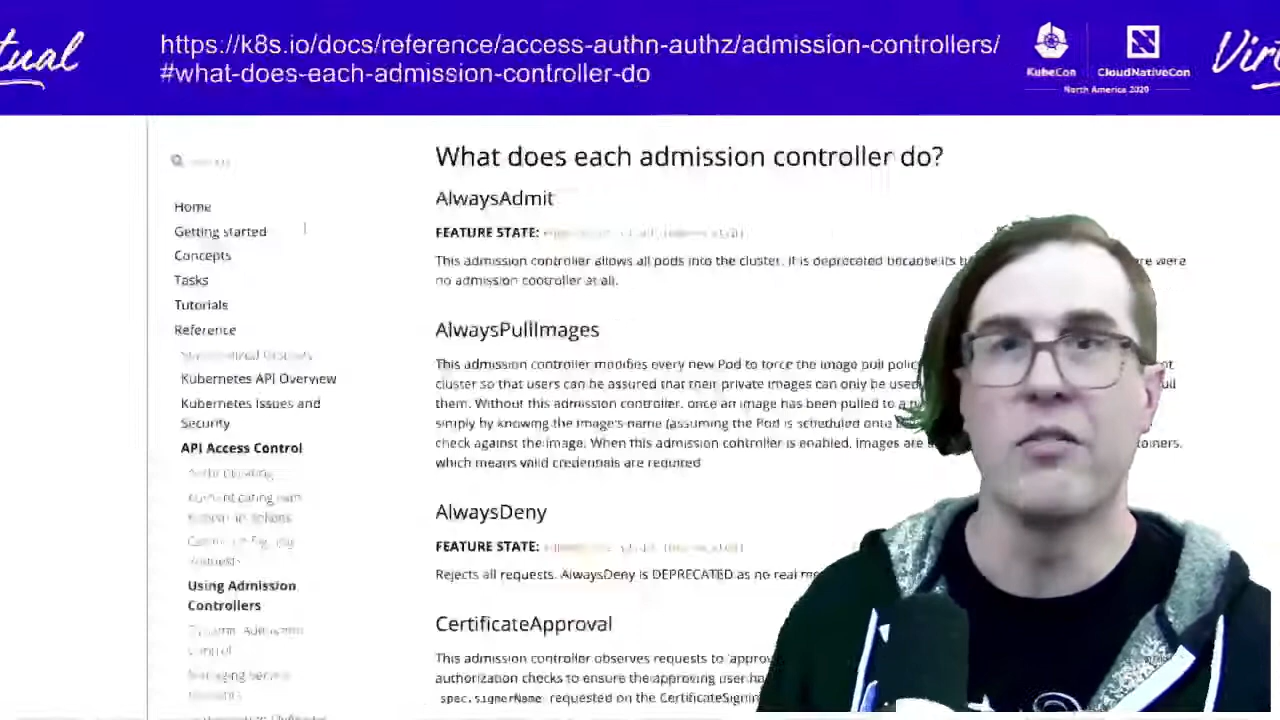 tual
https://k8s.io/docs/reference/access-authn-authz/admission-controllers/
#what-does-each-admission-controller-do
KubeCon
CloudNativeCon
North America 2020
Virt
Home
Getting started
Concepts
Tasks
Tutorials
Reference
Kubernetes API Overview
Kubernetes Issues and
Security
API Access Control
Using Admission
Controllers
What does each admission controller do?
AlwaysAdmit
FEATURE STATE:
This admission controller allows all pods into the cluster. It is deprecated because its b
ere were
no admission controller at all.
AlwaysPullImages
This admission controller modifies every new Pod to force the image pull polic
cluster so that users can be assured that their private images can only be used
them. Without this admission controller, once an image has been pulled to a
simply by knowing the image's name (assuming the Pod is scheduled onto
check against the image. When this admission controller is enabled, images are
tainers,
which means valid credentials are required
AlwaysDeny
FEATURE STATE:
Rejects all requests. AlwaysDeny is DEPRECATED as no real me
CertificateApproval
This admission controller observes requests to 'approv
authorization checks to ensure the approving user ha
spec.signerName requested on the CertificateSignin